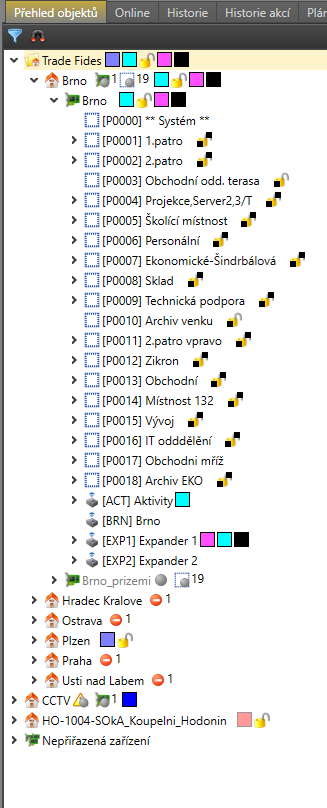 Přehled objektů Online Historie Historie akcí Plán
Trade Fides
Brno 1 19
Brno
[P0000] ** Systém **
[P0001] 1.patro
[P0002] 2.patro
[P0003] Obchodní odd. terasa
[P0004] Projekce,Server2,3/T
[P0005] Školící místnost
[P0006] Personální
[P0007] Ekonomické-Šindrbálová
[P0008] Sklad
[P0009] Technická podpora
[P0010] Archiv venku
[P0011] 2.patro vpravo
[P0012] Zikron
[P0013] Obchodní
[P0014] Místnost 132
[P0015] Vývoj
[P0016] IT odddělění
[P0017] Obchodni mříž
[P0018] Archiv EKO
[ACT] Aktivity
[BRN] Brno
[EXP1] Expander 1
[EXP2] Expander 2
Brno_prizemi 19
Hradec Kralove 1
Ostrava 1
Plzen
Praha 1
Usti nad Labem 1
CCTV 1
HO-1004-SOkA_Koupelni_Hodonin
Nepřiřazená zařízení